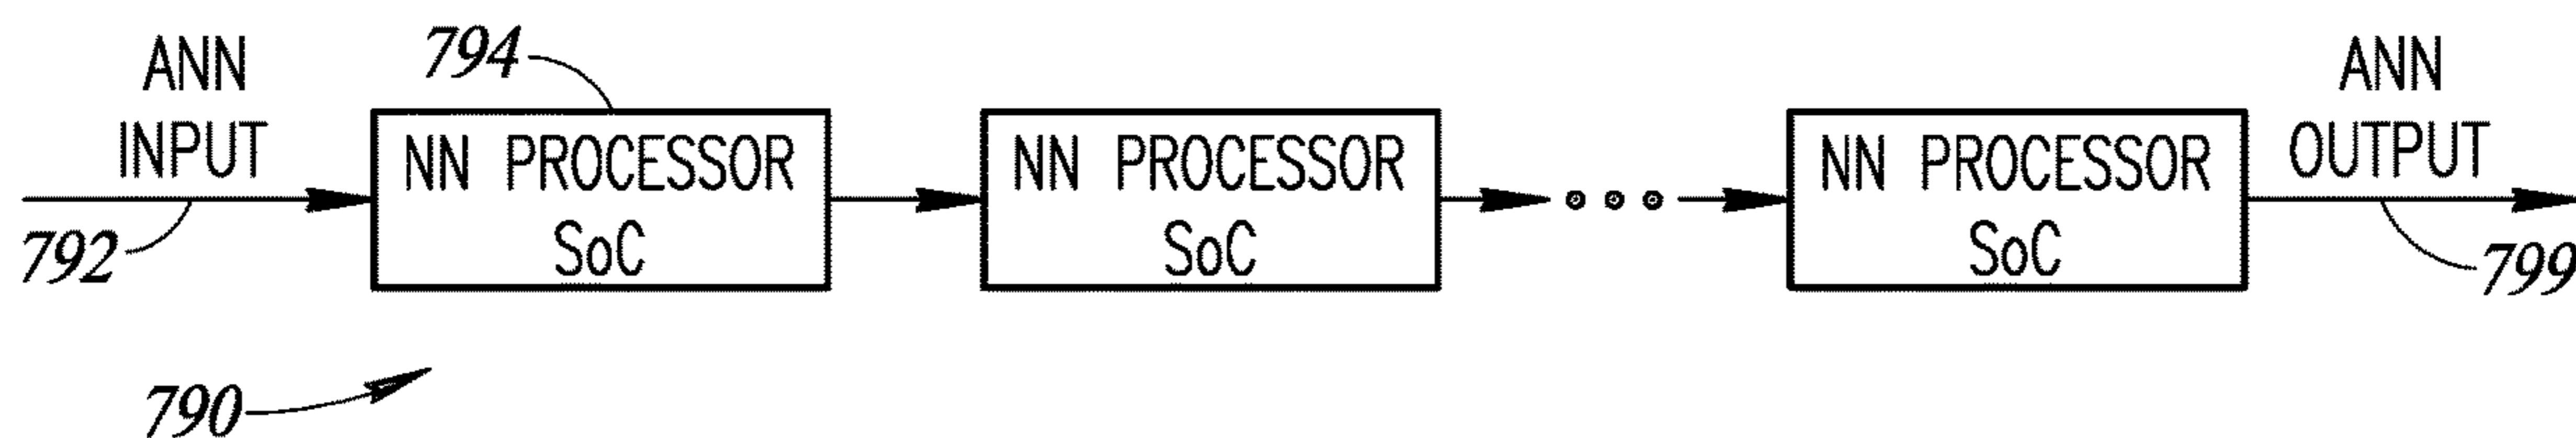 794
ANN
INPUT
792
NN PROCESSOR
SoC
NN PROCESSOR
SoC
NN PROCESSOR
SoC
ANN
OUTPUT
799
790